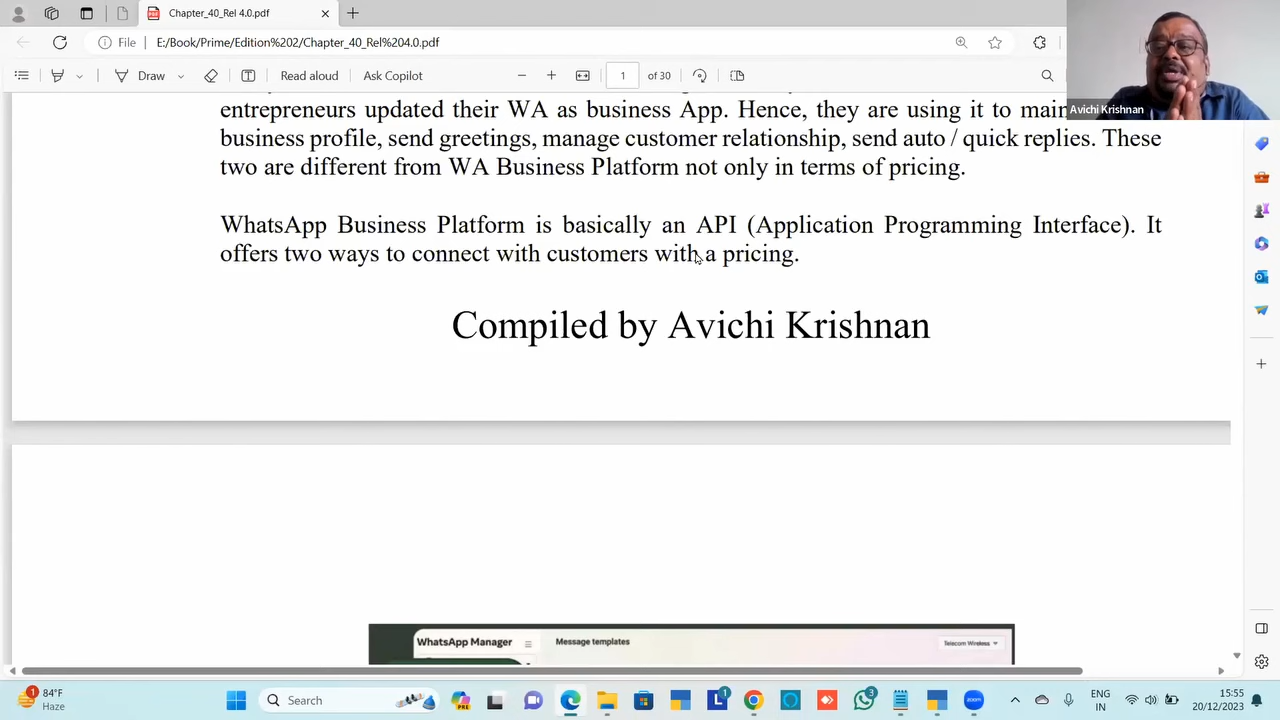 Chapter_40_Rel 4.0.pdf
File E:/Book/Prime/Edition%202/Chapter_40_Rel%204.0.pdf
Draw Read aloud Ask Copilot 1 of 30
Avichi Krishnan
entrepreneurs updated their WA as business App. Hence, they are using it to
business profile, send greetings, manage customer relationship, send auto / quick replies. These
two are different from WA Business Platform not only in terms of pricing.
WhatsApp Business Platform is basically an API (Application Programming Interface). It
offers two ways to connect with customers with a pricing.
Compiled by Avichi Krishnan
WhatsApp Manager Message templates Telecom Wireless
1 84°F Haze Search 1 3 zoom ENG IN 15:55 20/12/2023